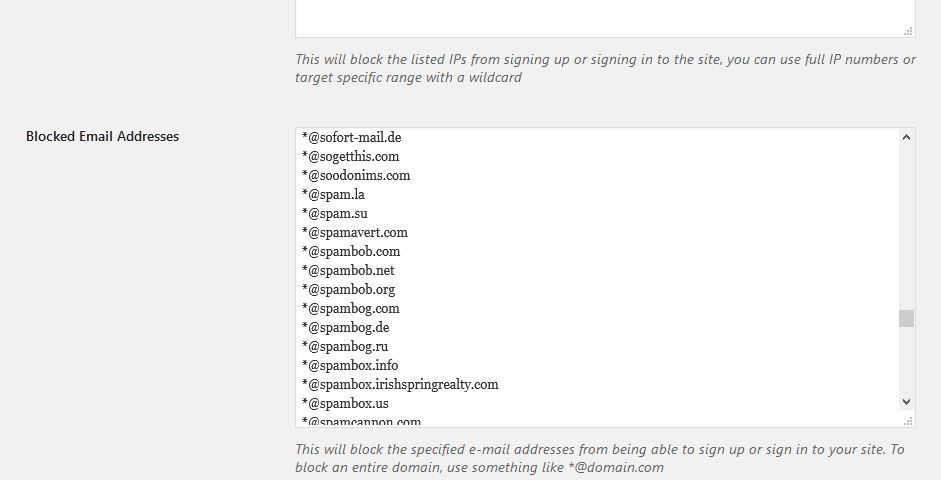 This will block the listed IPs from signing up or signing in to the site, you can use full IP numbers or
target specific range with a wildcard
Blocked Email Addresses
*@sofort-mail.de
*@sogetthis.com
*@soodonims.com
*@spam.la
*@spam.su
*@spamavert.com
*@spambob.com
*@spambob.net
*@spambob.org
*@spambog.com
*@spambog.de
*@spambog.ru
*@spambox.info
*@spambox.irishspringrealty.com
*@spambox.us
*@spamcannon.com
This will block the specified e-mail addresses from being able to sign up or sign in to your site. To
block an entire domain, use something like *@domain.com